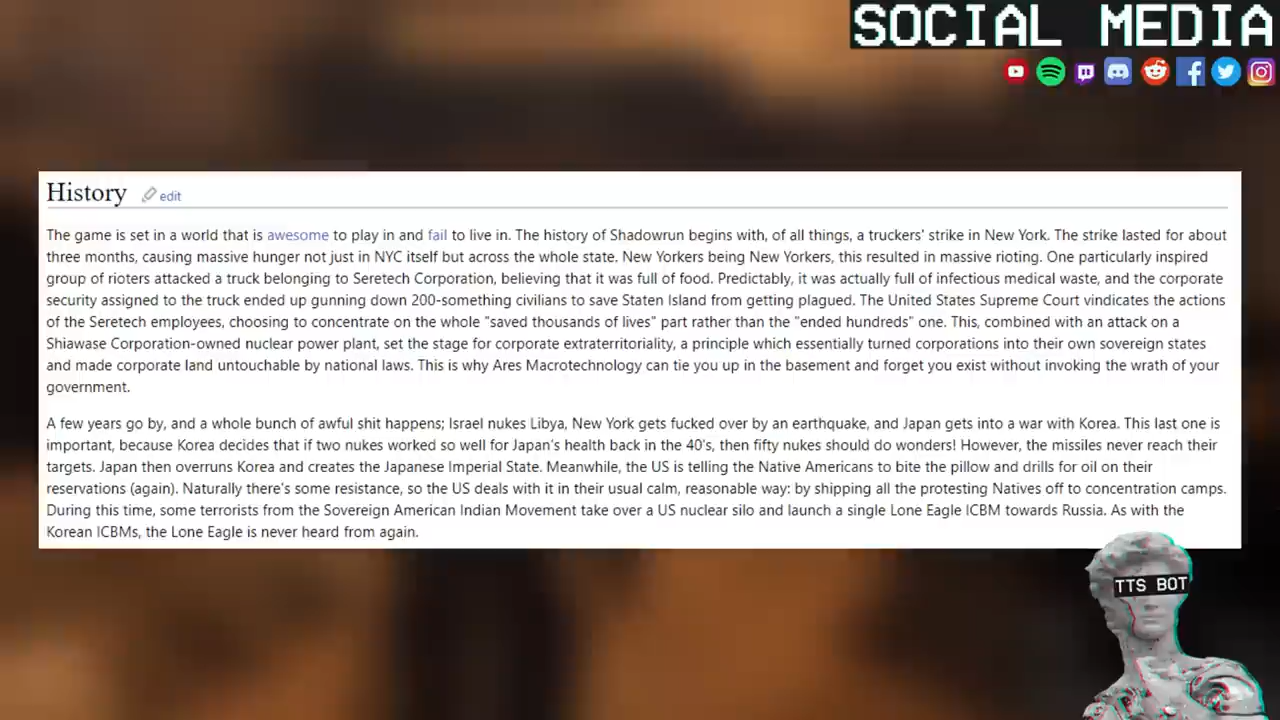 SOCIAL MEDIA
History edit
The game is set in a world that is awesome to play in and fail to live in. The history of Shadowrun begins with, of all things, a truckers' strike in New York. The strike lasted for about
three months, causing massive hunger not just in NYC itself but across the whole state. New Yorkers being New Yorkers, this resulted in massive rioting. One particularly inspired
group of rioters attacked a truck belonging to Seretech Corporation, believing that it was full of food. Predictably, it was actually full of infectious medical waste, and the corporate
security assigned to the truck ended up gunning down 200-something civilians to save Staten Island from getting plagued. The United States Supreme Court vindicates the actions
of the Seretech employees, choosing to concentrate on the whole "saved thousands of lives" part rather than the "ended hundreds" one. This, combined with an attack on a
Shiawase Corporation-owned nuclear power plant, set the stage for corporate extraterritoriality, a principle which essentially turned corporations into their own sovereign states
and made corporate land untouchable by national laws. This is why Ares Macrotechnology can tie you up in the basement and forget you exist without invoking the wrath of your
government.
A few years go by, and a whole bunch of awful shit happens; Israel nukes Libya, New York gets fucked over by an earthquake, and Japan gets into a war with Korea. This last one is
important, because Korea decides that if two nukes worked so well for Japan's health back in the 40's, then fifty nukes should do wonders! However, the missiles never reach their
targets. Japan then overruns Korea and creates the Japanese Imperial State. Meanwhile, the US is telling the Native Americans to bite the pillow and drills for oil on their
reservations (again). Naturally there's some resistance, so the US deals with it in their usual calm, reasonable way: by shipping all the protesting Natives off to concentration camps.
During this time, some terrorists from the Sovereign American Indian Movement take over a US nuclear silo and launch a single Lone Eagle ICBM towards Russia. As with the
Korean ICBMs, the Lone Eagle is never heard from again.
TTS BOT